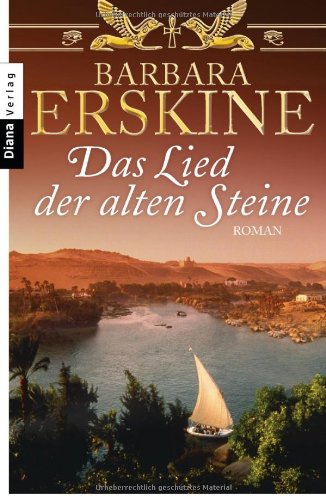 Urheberrechtlich geschütztes Material
Diana Verlag
BARBARA
ERSKINE
Das Lied
der alten Steine
ROMAN
Urheberrechtlich geschütztes Material